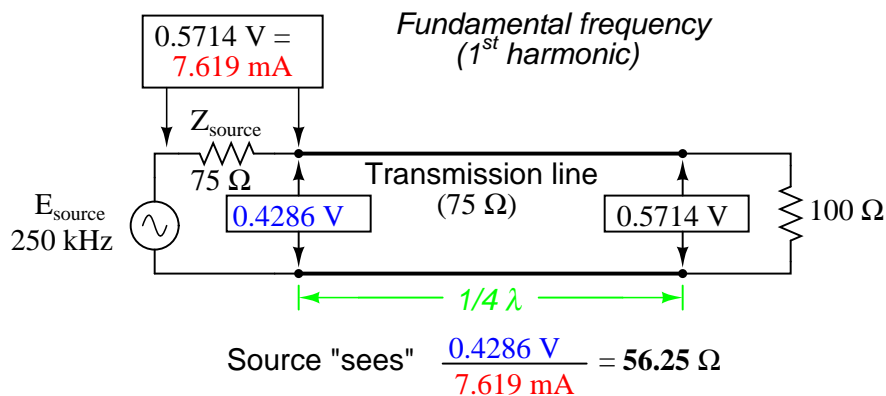 0.5714 V =
7.619 mA
Fundamental frequency
(1st harmonic)
Zsource
75 Ω
Esource
250 kHz
0.4286 V
Transmission line
(75 Ω)
0.5714 V
100 Ω
1/4 λ
Source "sees" 0.4286 V / 7.619 mA = 56.25 Ω